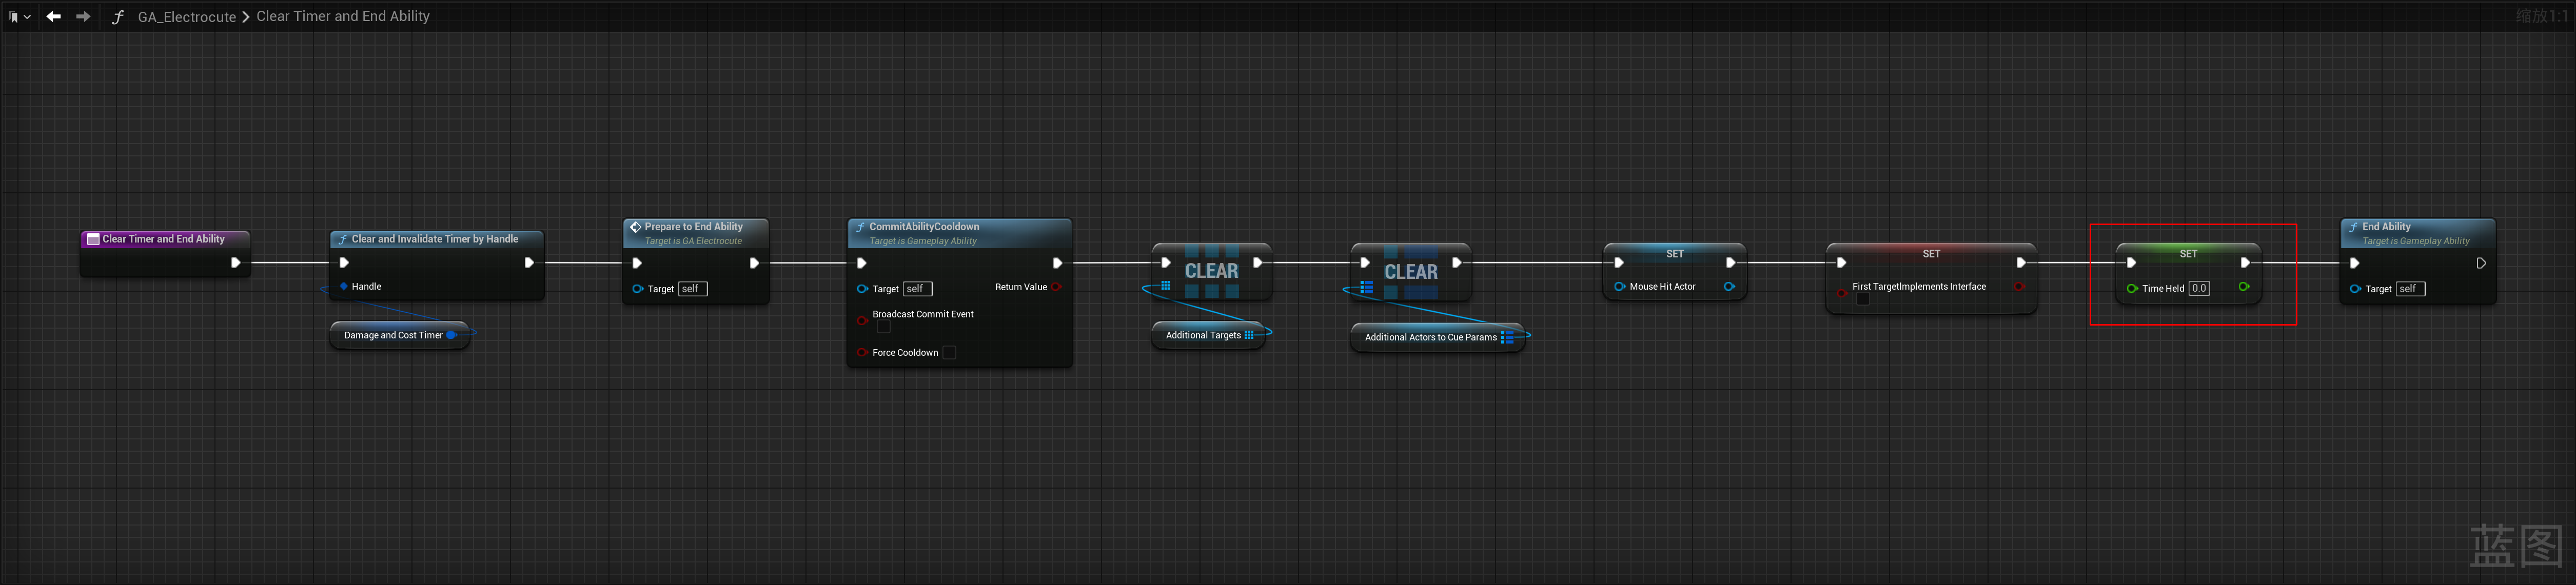 GA_Electrocute > Clear Timer and End Ability
缩放1:1
Clear Timer and End Ability
Clear and Invalidate Timer by Handle
Handle
Damage and Cost Timer
Prepare to End Ability
Target is GA Electrocute
Target self
CommitAbilityCooldown
Target is Gameplay Ability
Target self
Return Value
Broadcast Commit Event
Force Cooldown
CLEAR
Additional Targets
CLEAR
Additional Actors to Cue Params
SET
Mouse Hit Actor
SET
First TargetImplements Interface
SET
Time Held 0.0
End Ability
Target is Gameplay Ability
Target self
蓝图